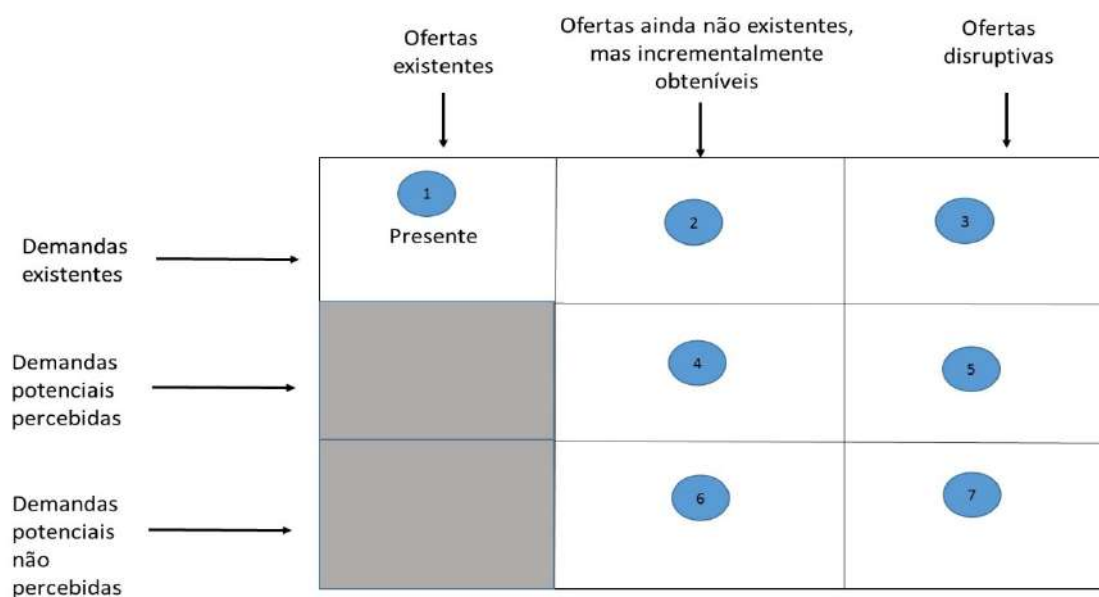 Ofertas
existentes
Ofertas ainda não existentes,
mas incrementalmente
obteníveis
Ofertas
disruptivas
Demandas
existentes
1
Presente
2
3
Demandas
potenciais
percebidas
4
5
Demandas
potenciais
não
percebidas
6
7